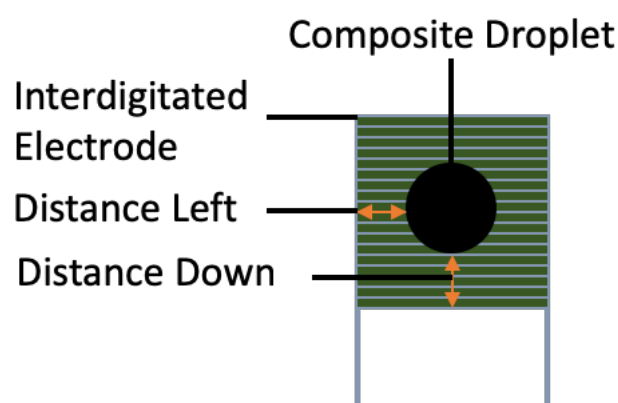 Composite Droplet
Interdigitated
Electrode
Distance Left
Distance Down